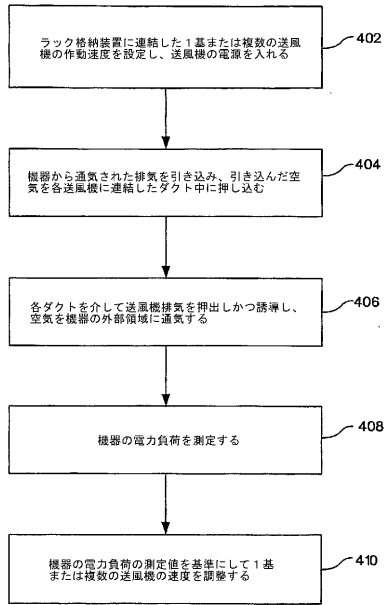 ラック格納装置に連結した1基または複数の送風
機の作動速度を設定し、送風機の電源を入れる
402
機器から通気された排気を引き込み、引き込んだ空
気を各送風機に連結したダクト中に押し込む
404
各ダクトを介して送風機排気を押出しかつ誘導し、
空気を機器の外部領域に通気する
406
機器の電力負荷を測定する
408
機器の電力負荷の測定値を基準にして1基
または複数の送風機の速度を調整する
410